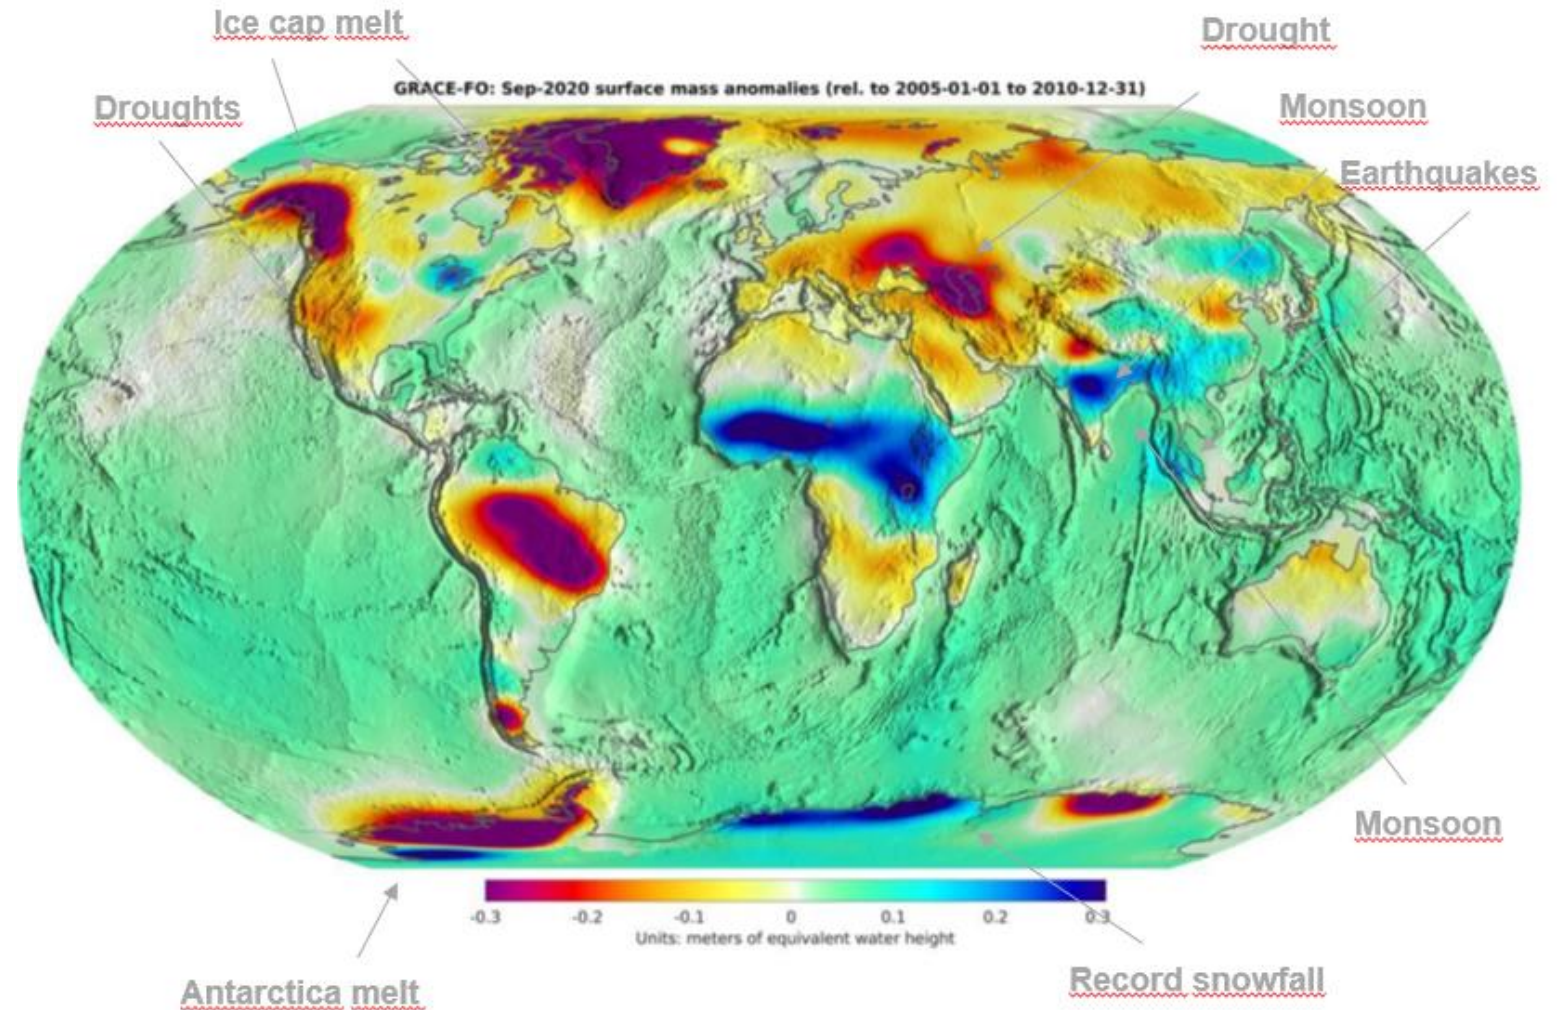 Ice cap melt
Drought
GRACE-FO: Sep-2020 surface mass anomalies (rel. to 2005-01-01 to 2010-12-31)
Droughts
Monsoon
Earthquakes
Monsoon
-0.3 -0.2 -0.1 0 0.1 0.2 0.3
Units: meters of equivalent water height
Antarctica melt
Record snowfall